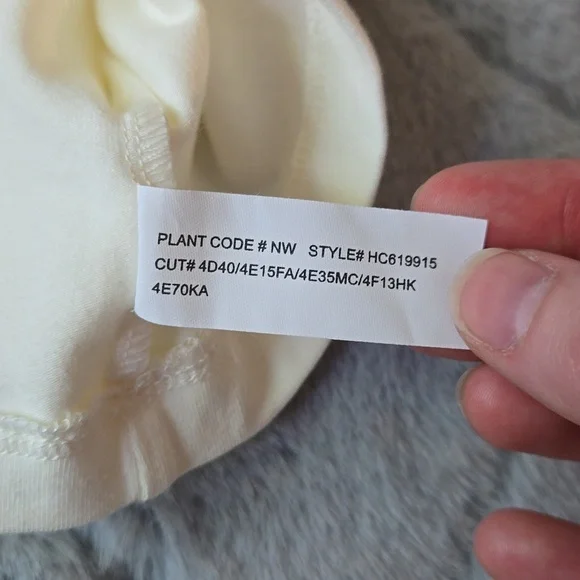 PLANT CODE # NW STYLE# HC619915
CUT# 4D40/4E15FA/4E35MC/4F13HK
4E70KA